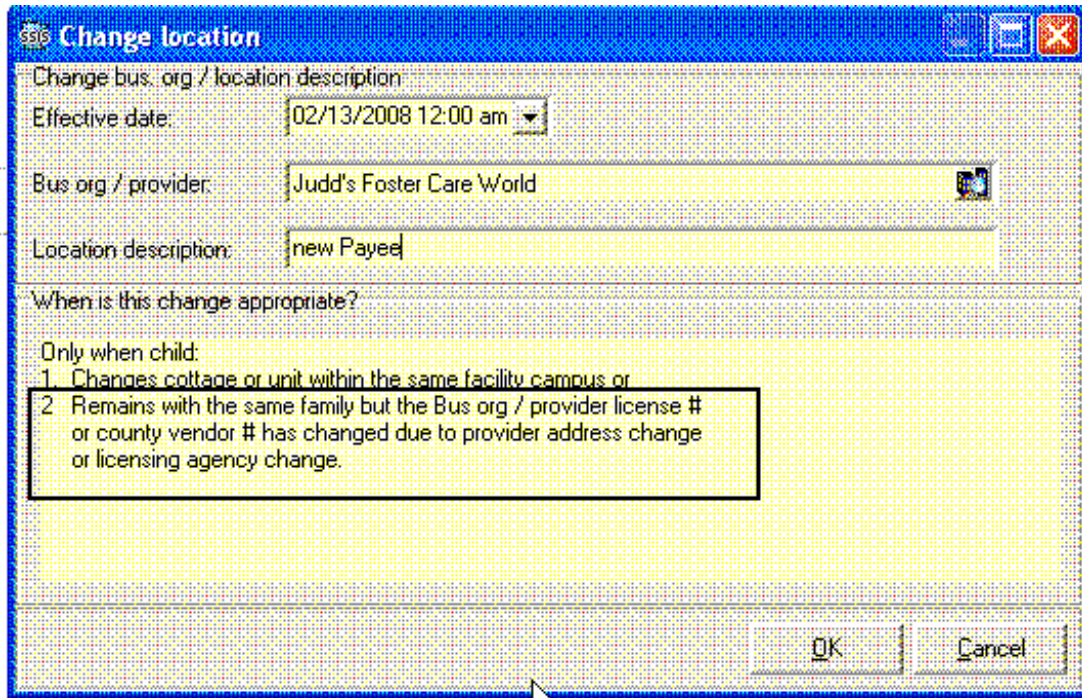 SSIS Change location
Change bus. org / location description
Effective date: 02/13/2008 12:00 am
Bus org / provider: Judd's Foster Care World
Location description: new Payee
When is this change appropriate?
Only when child:
1. Changes cottage or unit within the same facility campus or
2 Remains with the same family but the Bus org / provider license #
or county vendor # has changed due to provider address change
or licensing agency change.
OK Cancel